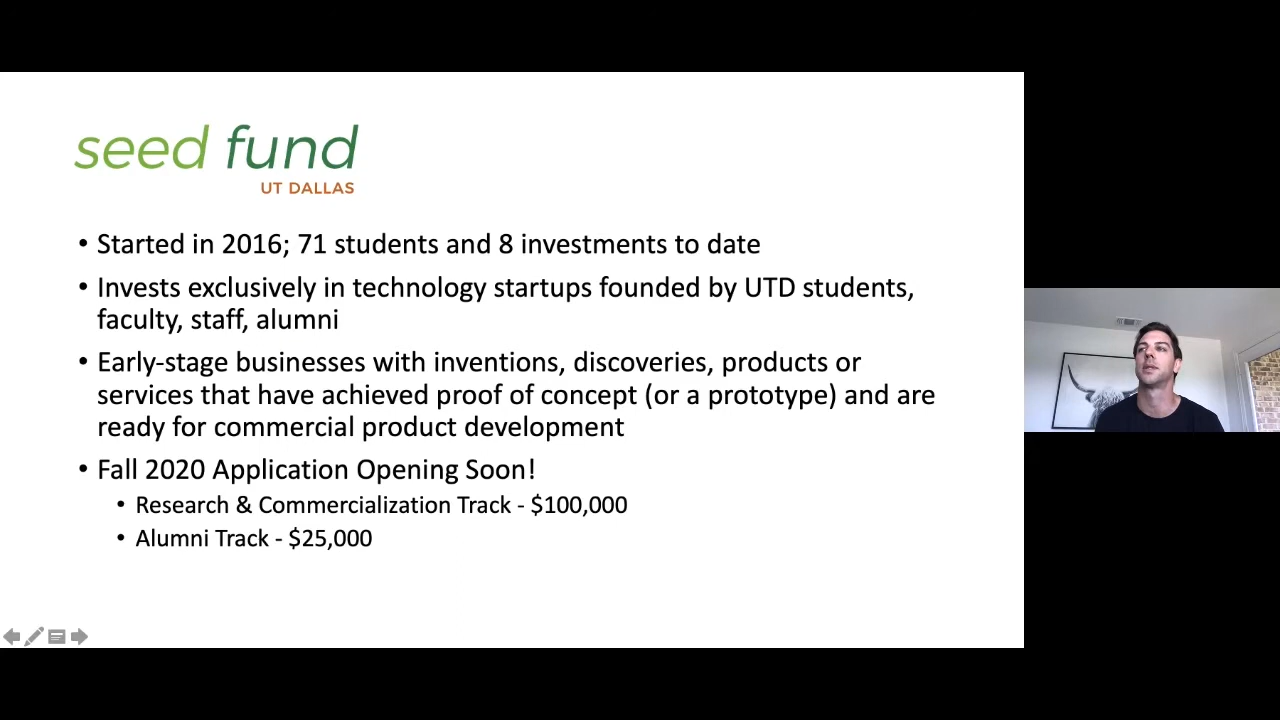 seed fund
UT DALLAS
• Started in 2016; 71 students and 8 investments to date
• Invests exclusively in technology startups founded by UTD students,
faculty, staff, alumni
• Early-stage businesses with inventions, discoveries, products or
services that have achieved proof of concept (or a prototype) and are
ready for commercial product development
• Fall 2020 Application Opening Soon!
• Research & Commercialization Track - $100,000
• Alumni Track - $25,000